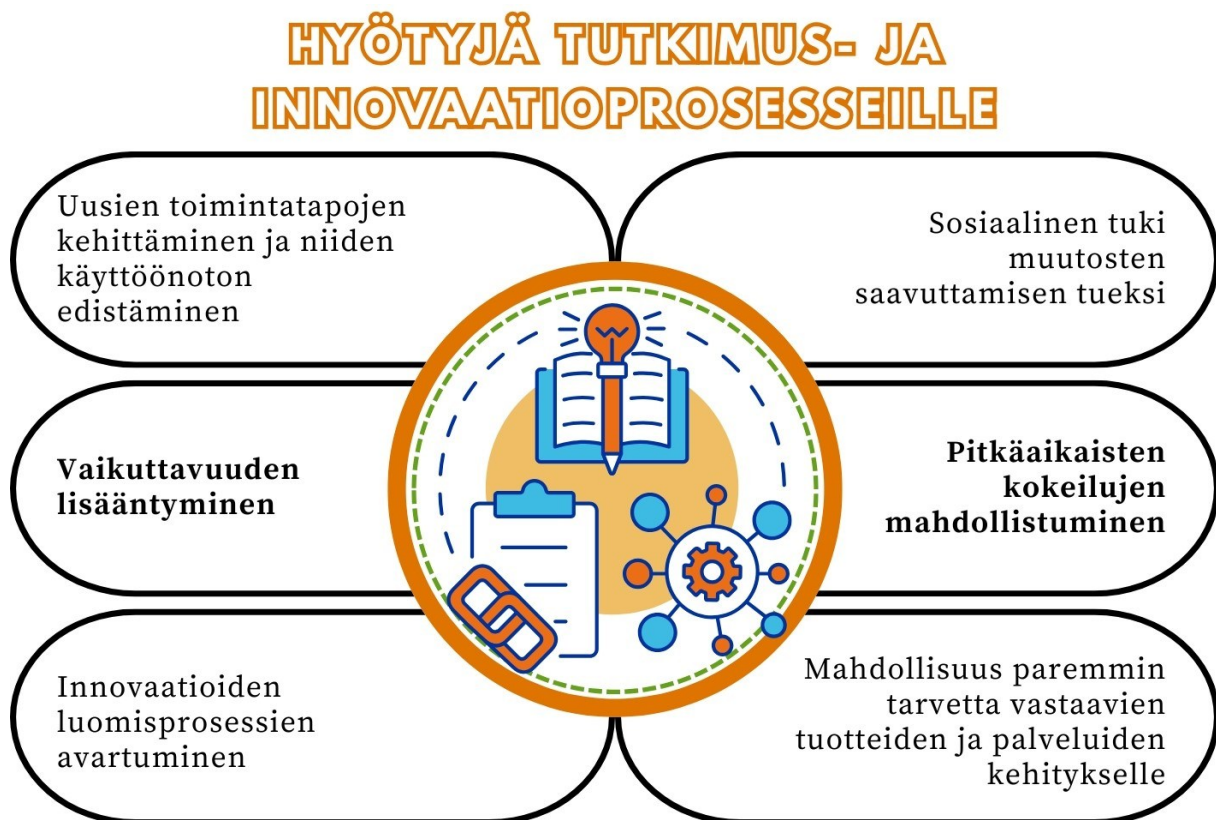 HYÖTYJÄ TUTKIMUS- JA
INNOVAATIOPROSESSEILLE
Uusien toimintatapojen
kehittäminen ja niiden
käyttöönoton
edistäminen
Sosiaalinen tuki
muutosten
saavuttamisen tueksi
Vaikuttavuuden
lisääntyminen
Pitkäaikaisten
kokeilujen
mahdollistuminen
Innovaatioiden
luomisprosessien
avartuminen
Mahdollisuus paremmin
tarvetta vastaavien
tuotteiden ja palveluiden
kehitykselle